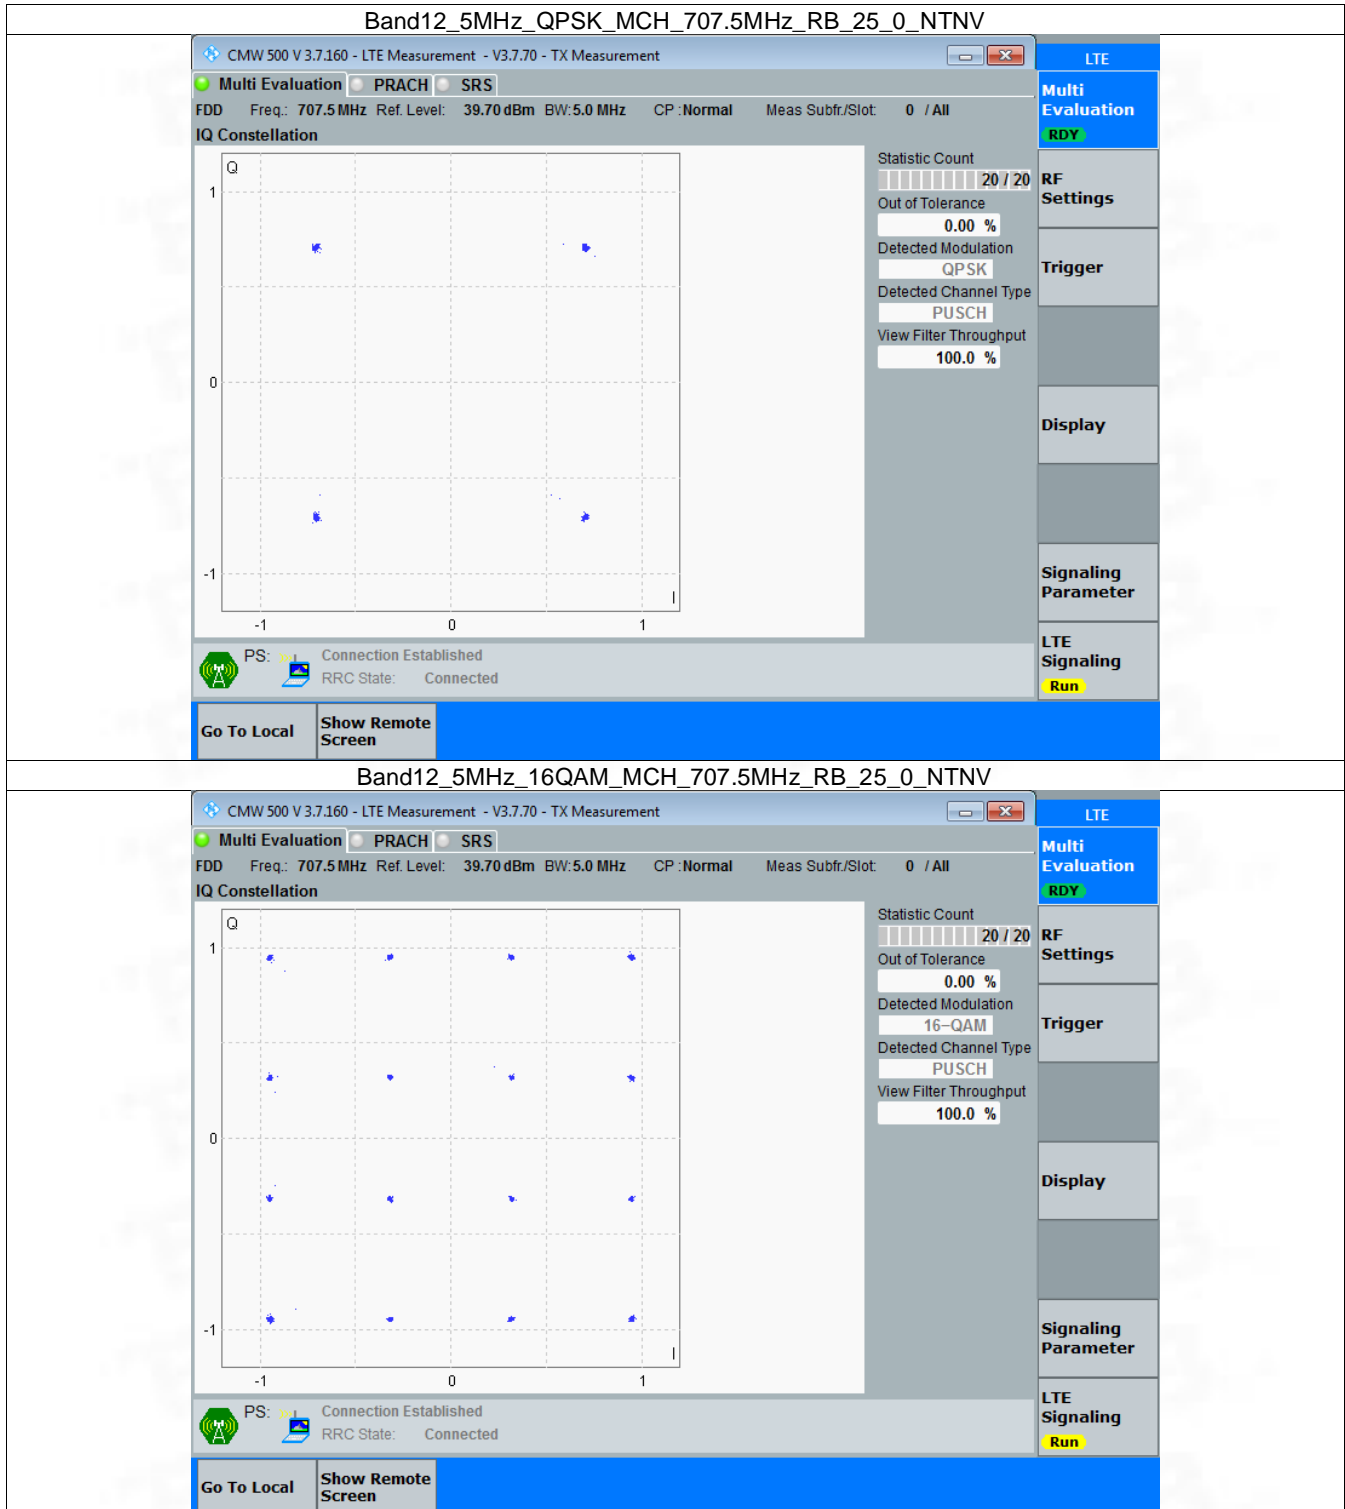 Band12_5MHz_QPSK_MCH_707.5MHz_RB_25_0_NTNV
CMW 500 V 3.7.160 - LTE Measurement - V3.7.70 - TX Measurement
LTE
Multi Evaluation PRACH SRS
Multi
Evaluation
RDY
FDD Freq.: 707.5 MHz Ref. Level: 39.70 dBm BW: 5.0 MHz CP : Normal Meas Subfr./Slot: 0 / All
IQ Constellation
Q
1
0
-1
I
-1 0 1
Statistic Count
20 / 20
Out of Tolerance
0.00 %
Detected Modulation
QPSK
Detected Channel Type
PUSCH
View Filter Throughput
100.0 %
RF
Settings
Trigger
Display
Signaling
Parameter
LTE
Signaling
Run
PS: Connection Established
RRC State: Connected
Go To Local
Show Remote
Screen
Band12_5MHz_16QAM_MCH_707.5MHz_RB_25_0_NTNV
CMW 500 V 3.7.160 - LTE Measurement - V3.7.70 - TX Measurement
LTE
Multi Evaluation PRACH SRS
Multi
Evaluation
RDY
FDD Freq.: 707.5 MHz Ref. Level: 39.70 dBm BW: 5.0 MHz CP : Normal Meas Subfr./Slot: 0 / All
IQ Constellation
Q
1
0
-1
I
-1 0 1
Statistic Count
20 / 20
Out of Tolerance
0.00 %
Detected Modulation
16-QAM
Detected Channel Type
PUSCH
View Filter Throughput
100.0 %
RF
Settings
Trigger
Display
Signaling
Parameter
LTE
Signaling
Run
PS: Connection Established
RRC State: Connected
Go To Local
Show Remote
Screen